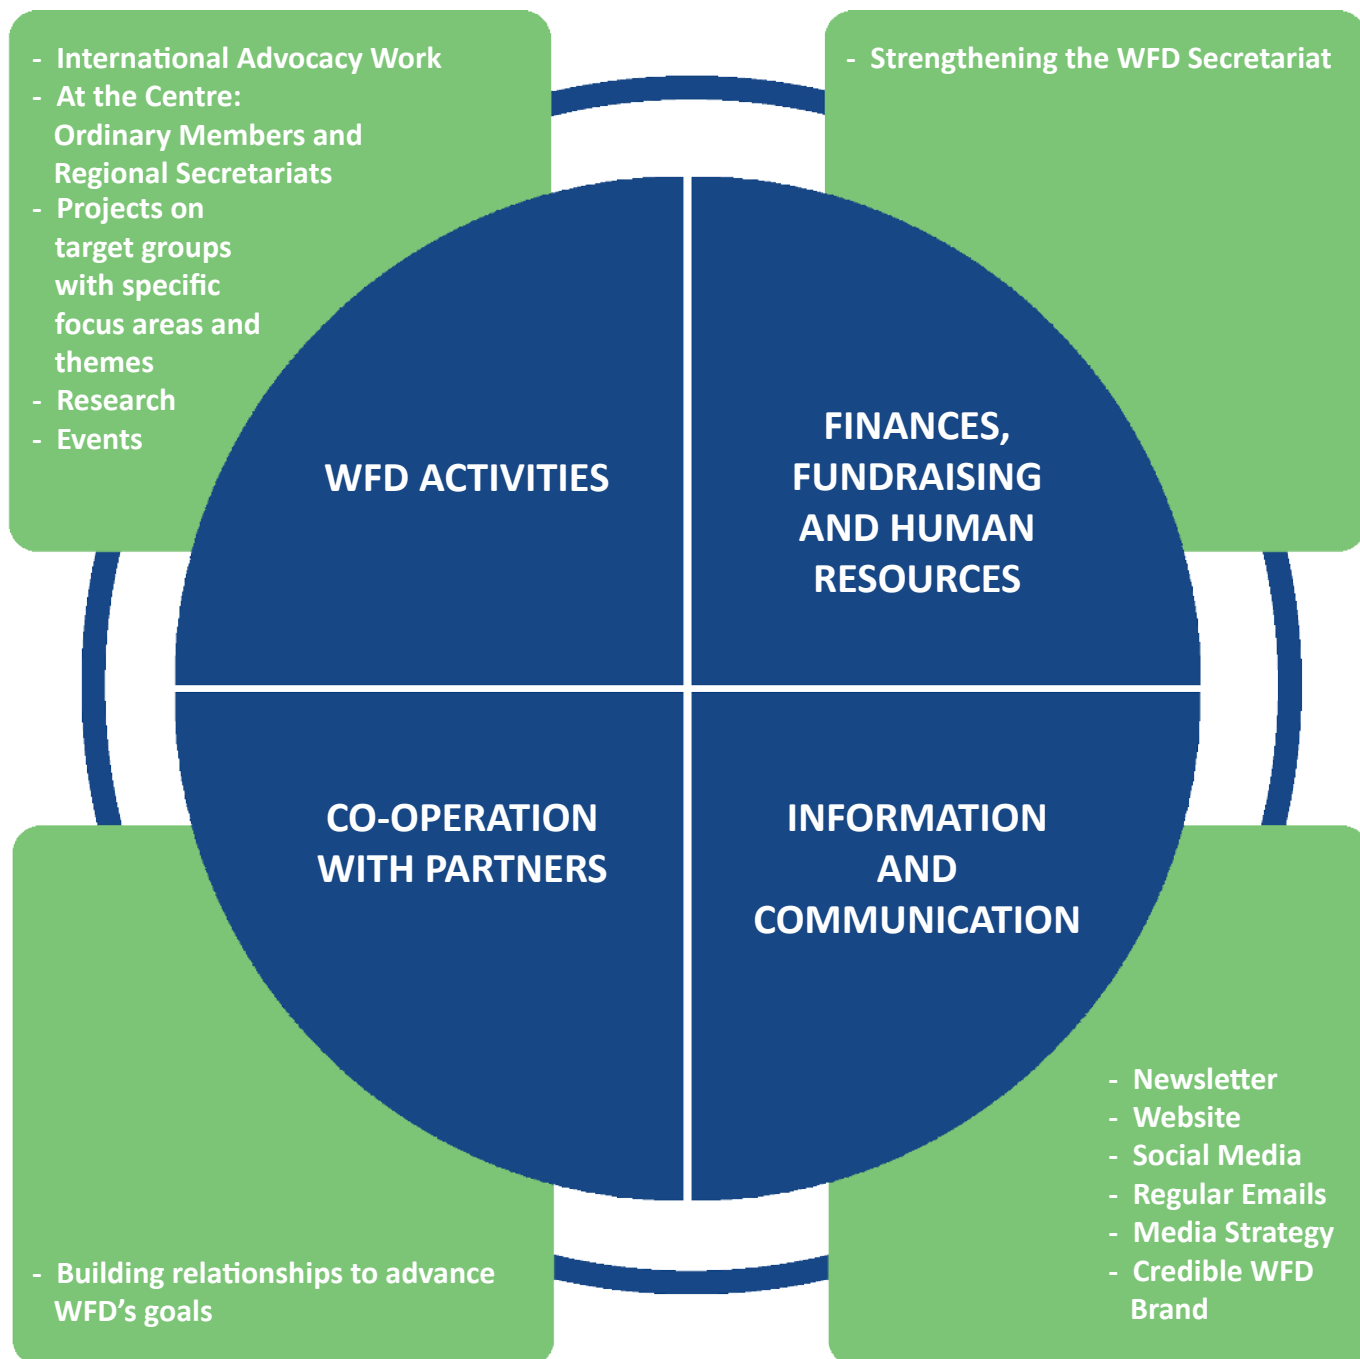 - International Advocacy Work
- At the Centre:
Ordinary Members and
Regional Secretariats
- Projects on
target groups
with specific
focus areas and
themes
- Research
- Events
- Strengthening the WFD Secretariat
WFD ACTIVITIES
FINANCES,
FUNDRAISING
AND HUMAN
RESOURCES
CO-OPERATION
WITH PARTNERS
INFORMATION
AND
COMMUNICATION
- Building relationships to advance
WFD’s goals
- Newsletter
- Website
- Social Media
- Regular Emails
- Media Strategy
- Credible WFD
Brand